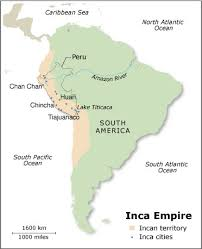 Caribbean Sea
North Atlantic
Ocean
Peru
Amazon River
Chan Chan
Huari
Chincha
Lake Titicaca
Tiajuanaco
SOUTH
AMERICA
South Pacific
Ocean
South Atlantic
Ocean
1600 km
1000 miles
Inca Empire
Incan territory
Inca cities